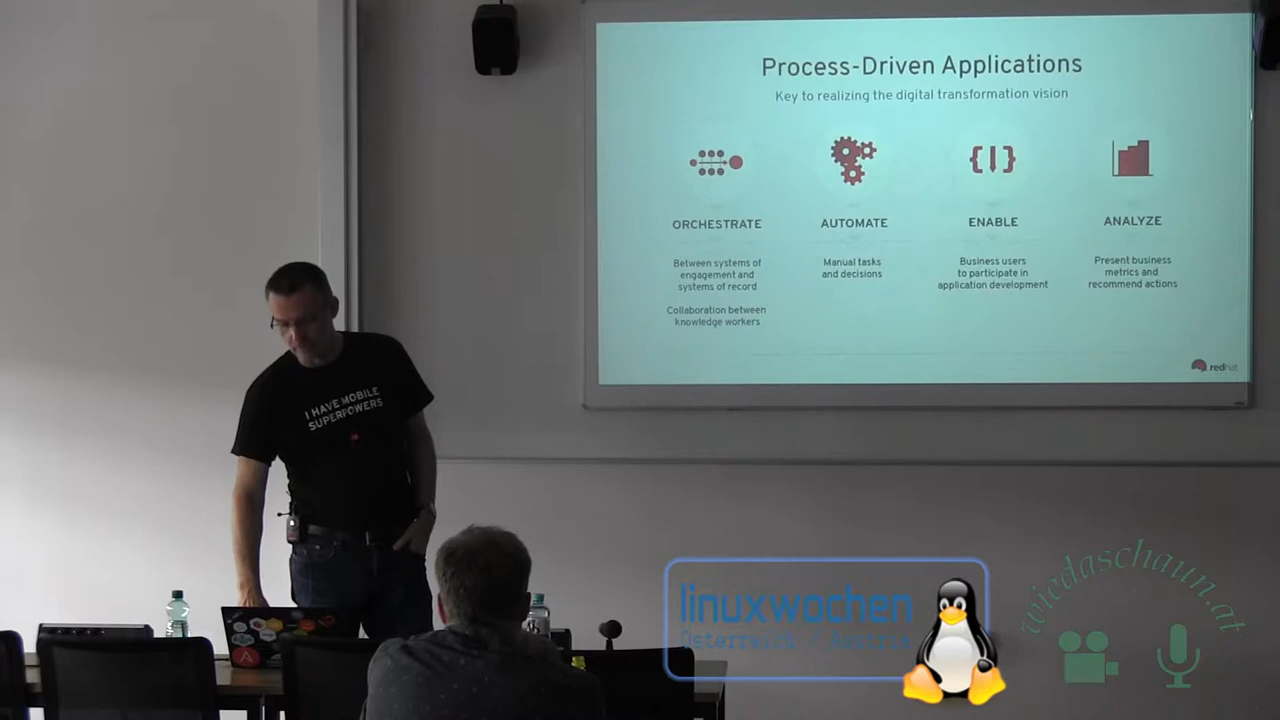 Process-Driven Applications
Key to realizing the digital transformation vision
ORCHESTRATE
Between systems of
engagement and
systems of record
Collaboration between
knowledge workers
AUTOMATE
Manual tasks
and decisions
ENABLE
Business users
to participate in
application development
ANALYZE
Present business
metrics and
recommend actions
redhat
I HAVE MOBILE
SUPERPOWERS
A
linuxwochen
Österreich / Austria
wiedaschaun.at